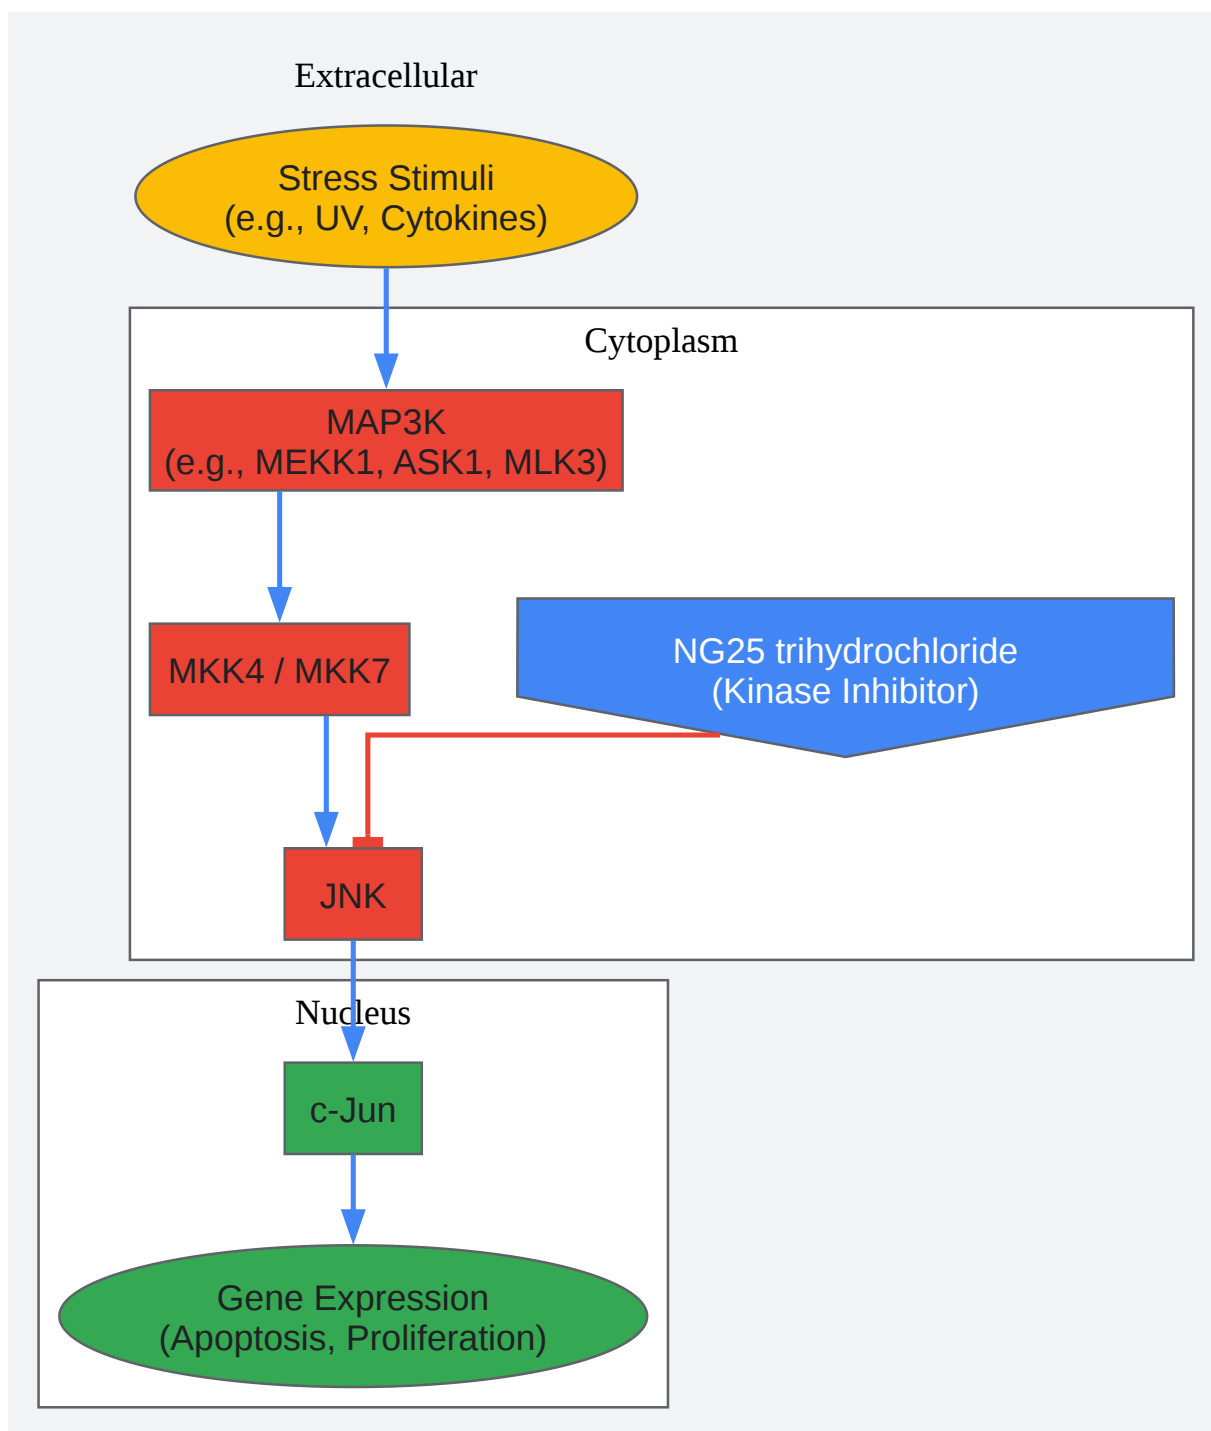 Extracellular
Stress Stimuli
(e.g., UV, Cytokines)
Cytoplasm
MAP3K
(e.g., MEKK1, ASK1, MLK3)
NG25 trihydrochloride
(Kinase Inhibitor)
MKK4 / MKK7
JNK
Nucleus
c-Jun
Gene Expression
(Apoptosis, Proliferation)